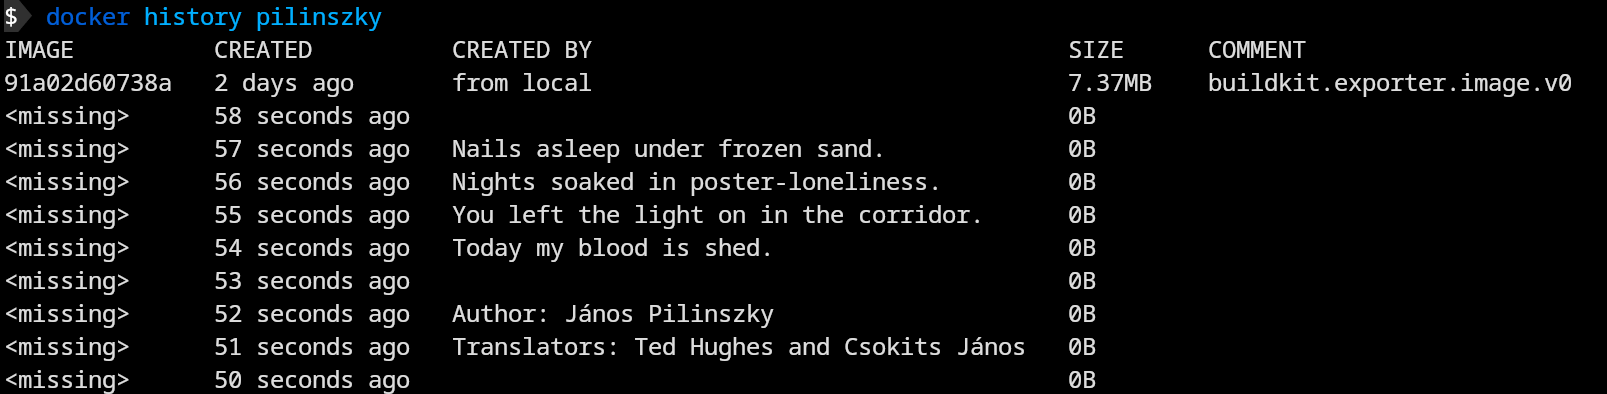 $ docker history pilinszky
IMAGE CREATED CREATED BY SIZE COMMENT
91a02d60738a 2 days ago from local 7.37MB buildkit.exporter.image.v0
<missing> 58 seconds ago 0B
<missing> 57 seconds ago Nails asleep under frozen sand. 0B
<missing> 56 seconds ago Nights soaked in poster-loneliness. 0B
<missing> 55 seconds ago You left the light on in the corridor. 0B
<missing> 54 seconds ago Today my blood is shed. 0B
<missing> 53 seconds ago 0B
<missing> 52 seconds ago Author: János Pilinszky 0B
<missing> 51 seconds ago Translators: Ted Hughes and Csokits János 0B
<missing> 50 seconds ago 0B